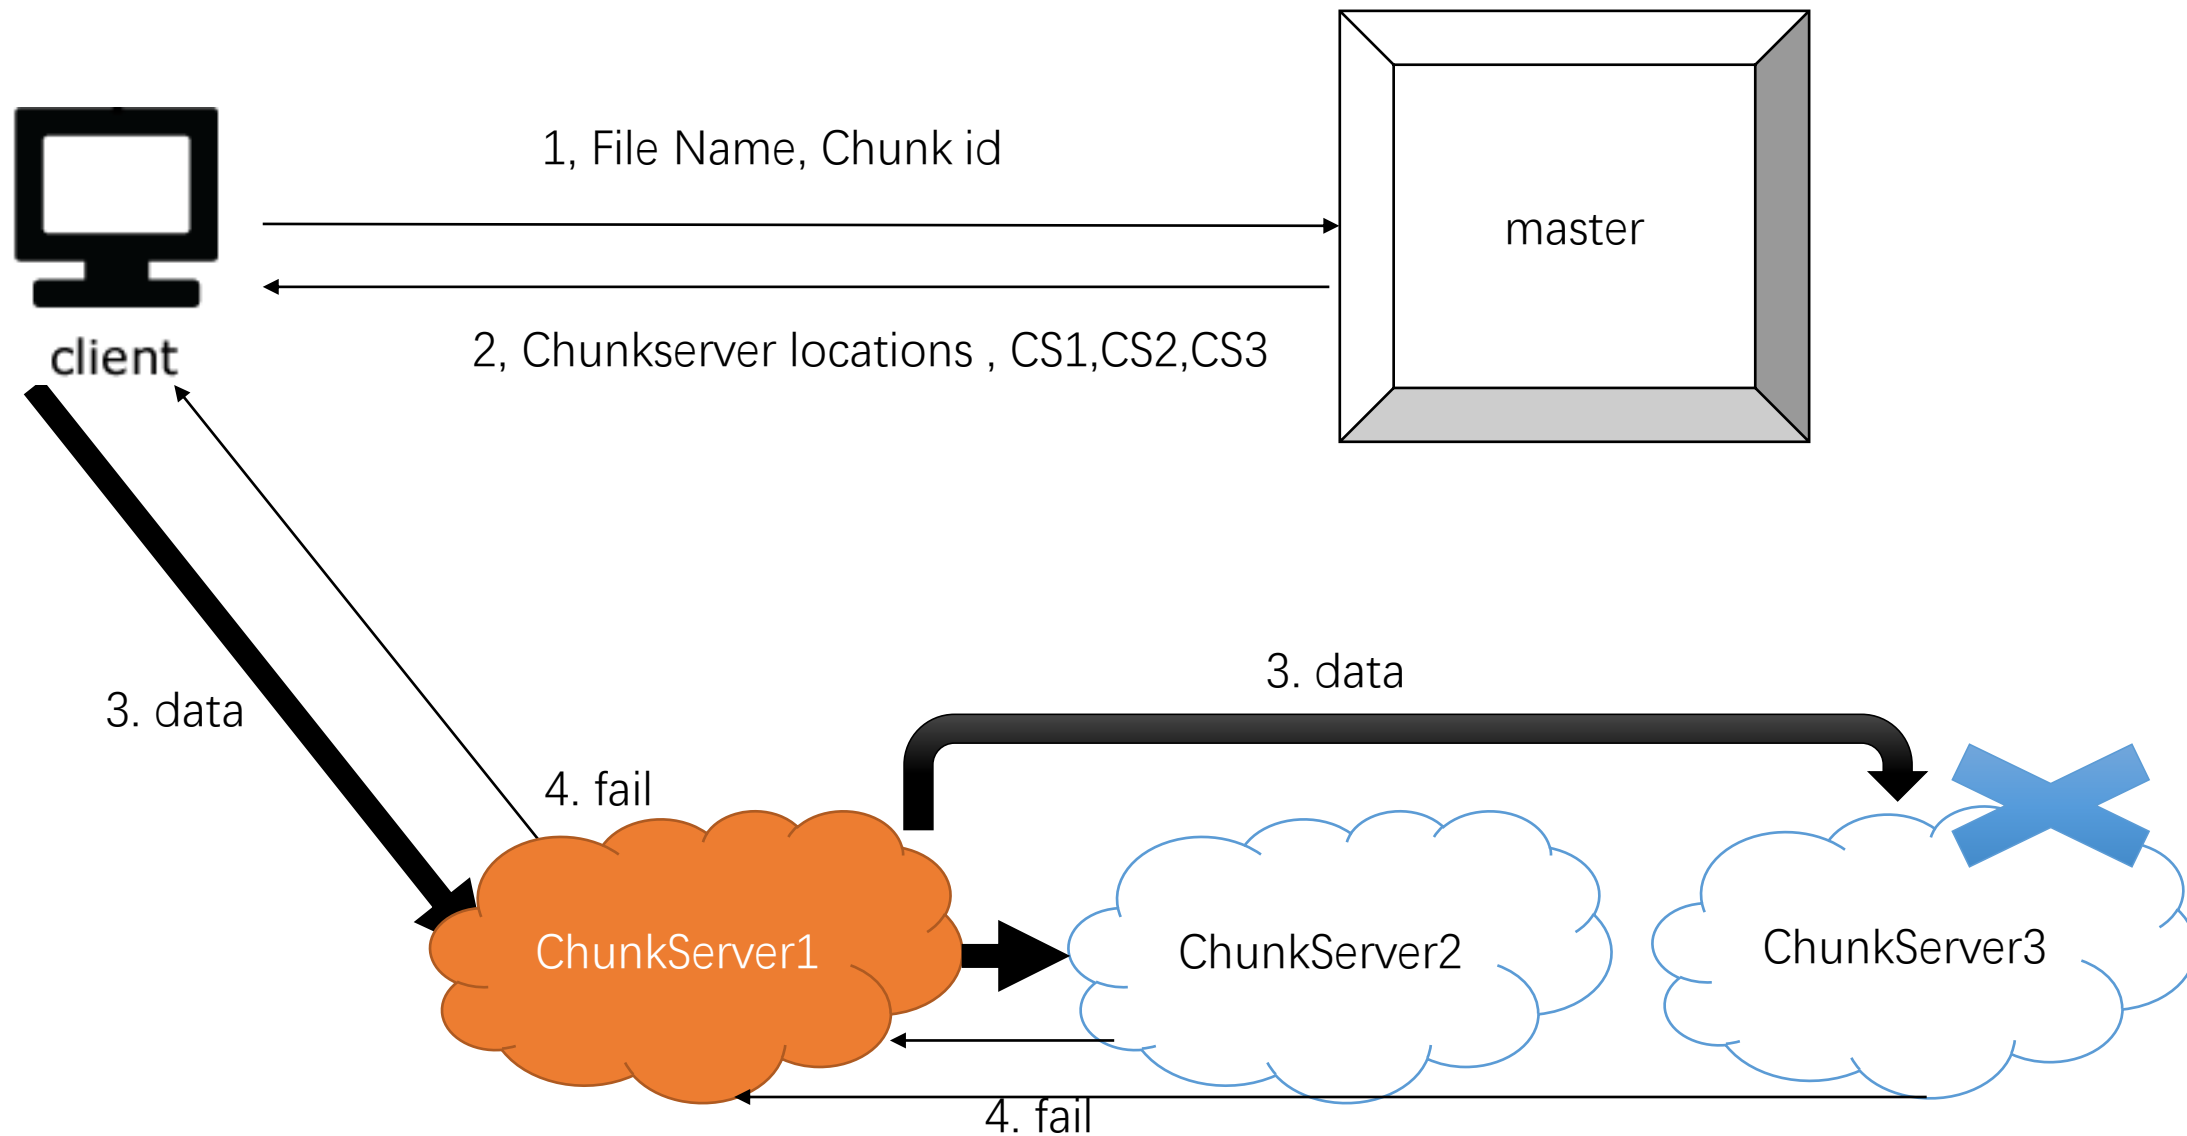 1, File Name, Chunk id
master
client
2, Chunkserver locations , CS1,CS2,CS3
3. data
3. data
4. fail
ChunkServer1
ChunkServer2
ChunkServer3
4. fail